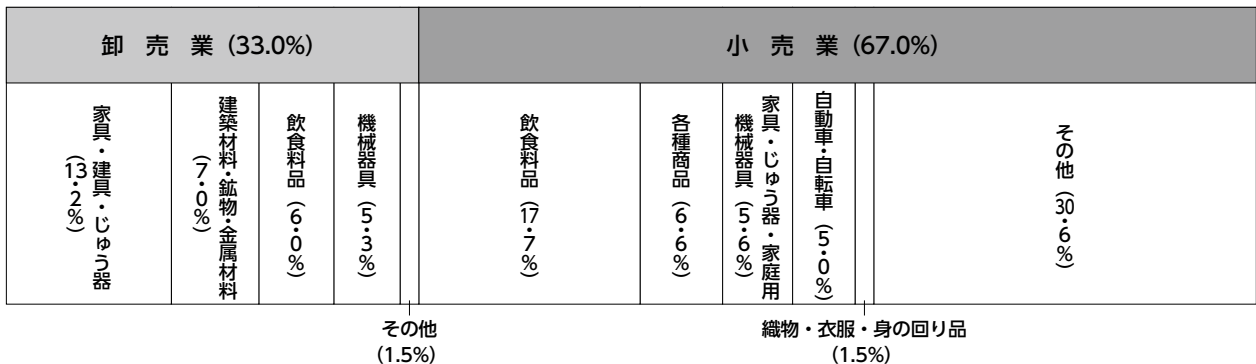 卸売業(33.0%)
小売業(67.0%)
家具・建具・じゅう器
(13・2%)
建築材料・鉱物・金属材料
(7・0%)
飲食料品(6・0%)
機械器具(5・3%)
飲食料品(17・7%)
各種商品(6・6%)
家具・じゅう器・家庭用
機械器具(5・6%)
自動車・自転車(5・0%)
その他(30・6%)
その他
(1.5%)
織物・衣服・身の回り品
(1.5%)